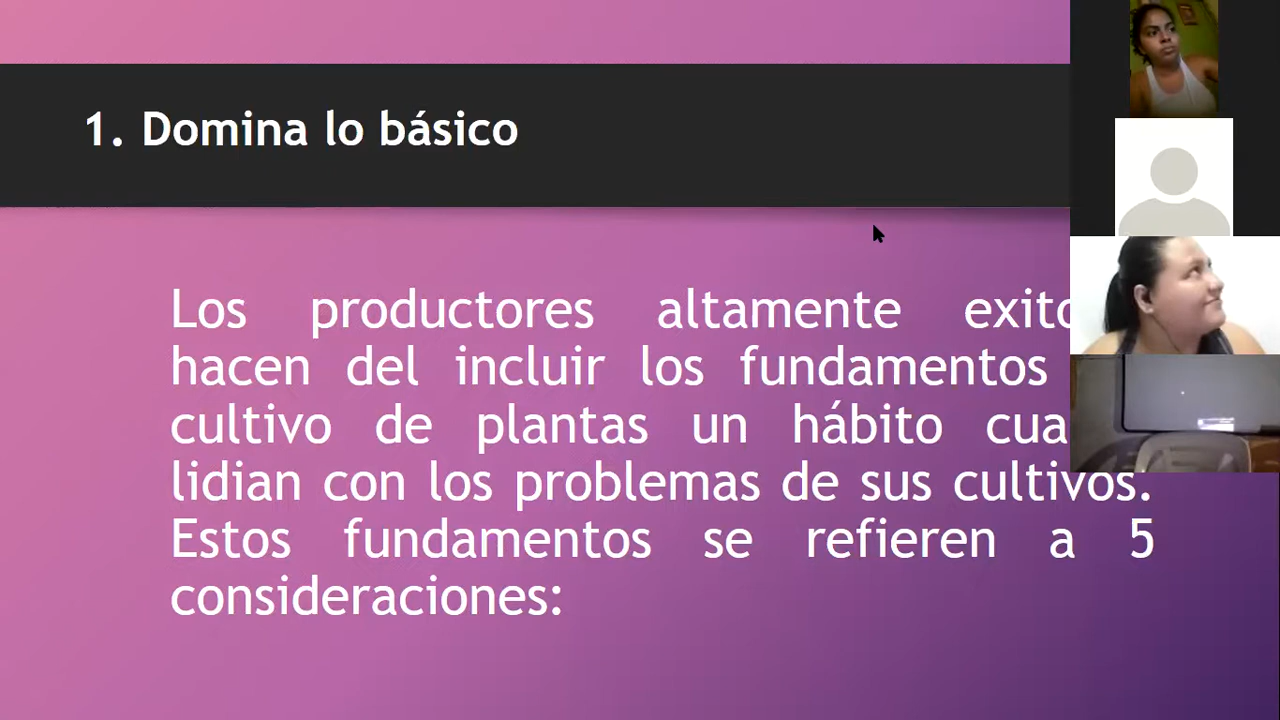 1. Domina lo básico
Los productores altamente
hacen del incluir los fundamentos
cultivo de plantas un hábito
lidian con los problemas de sus cultivos.
Estos fundamentos se refieren a 5
consideraciones: